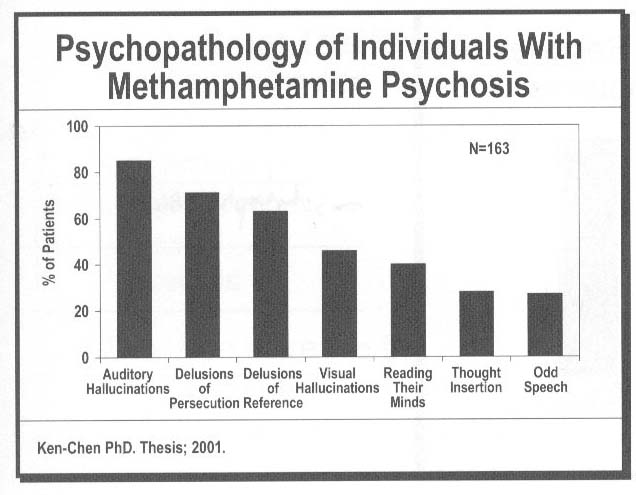 Psychopathology of Individuals With
Methamphetamine Psychosis
100
80
60
40
20
0
% of Patients
N=163
Auditory
Hallucinations
Delusions
of
Persecution
Delusions
of
Reference
Visual
Hallucinations
Reading
Their
Minds
Thought
Insertion
Odd
Speech
Ken-Chen PhD. Thesis; 2001.